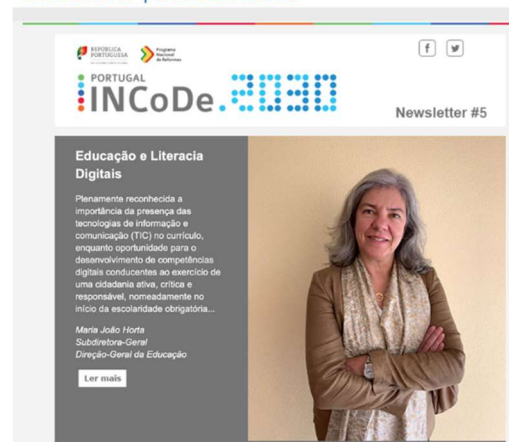 REPÚBLICA
PORTUGUESA
Programa
Nacional
de Reformas
PORTUGAL
INCoDe.2030
Newsletter #5
Educação e Literacia
Digitais
Plenamente reconhecida a
importância da presença das
tecnologias de informação e
comunicação (TIC) no currículo,
enquanto oportunidade para o
desenvolvimento de competências
digitais conducentes ao exercício de
uma cidadania ativa, crítica e
responsável, nomeadamente no
início da escolaridade obrigatória...
Maria João Horta
Subdiretora-Geral
Direção-Geral da Educação
Ler mais